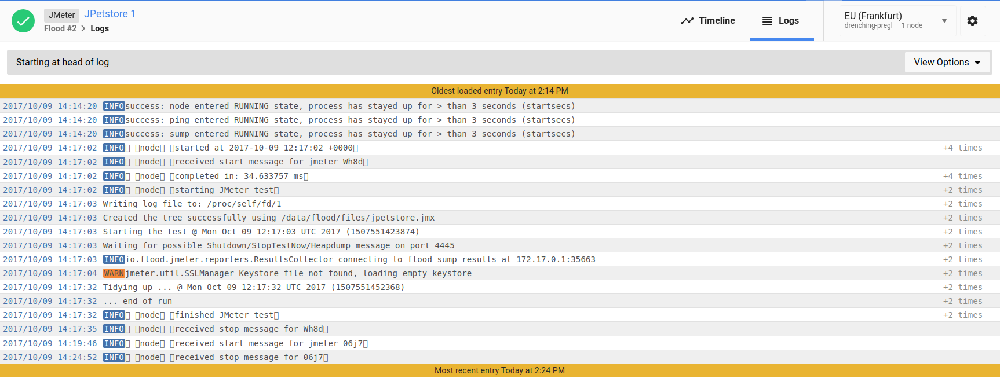 JMeter JPetstore 1
Flood #2 > Logs
Timeline
Logs
EU (Frankfurt)
drenching-pregl — 1 node
Starting at head of log
View Options
Oldest loaded entry Today at 2:14 PM
2017/10/09 14:14:20 INFO success: node entered RUNNING state, process has stayed up for > than 3 seconds (startsecs)
2017/10/09 14:14:20 INFO success: ping entered RUNNING state, process has stayed up for > than 3 seconds (startsecs)
2017/10/09 14:14:20 INFO success: sump entered RUNNING state, process has stayed up for > than 3 seconds (startsecs)
2017/10/09 14:17:02 INFO▯ ▯node▯ ▯started at 2017-10-09 12:17:02 +0000▯ +4 times
2017/10/09 14:17:02 INFO▯ ▯node▯ ▯received start message for jmeter Wh8d▯
2017/10/09 14:17:02 INFO▯ ▯node▯ ▯completed in: 34.633757 ms▯ +4 times
2017/10/09 14:17:02 INFO▯ ▯node▯ ▯starting JMeter test▯ +2 times
2017/10/09 14:17:03 Writing log file to: /proc/self/fd/1 +2 times
2017/10/09 14:17:03 Created the tree successfully using /data/flood/files/jpetstore.jmx +2 times
2017/10/09 14:17:03 Starting the test @ Mon Oct 09 12:17:03 UTC 2017 (1507551423874) +2 times
2017/10/09 14:17:03 Waiting for possible Shutdown/StopTestNow/Heapdump message on port 4445 +2 times
2017/10/09 14:17:03 INFO io.flood.jmeter.reporters.ResultsCollector connecting to flood sump results at 172.17.0.1:35663 +2 times
2017/10/09 14:17:04 WARN jmeter.util.SSLManager Keystore file not found, loading empty keystore +2 times
2017/10/09 14:17:32 Tidying up ... @ Mon Oct 09 12:17:32 UTC 2017 (1507551452368) +2 times
2017/10/09 14:17:32 ... end of run +2 times
2017/10/09 14:17:32 INFO▯ ▯node▯ ▯finished JMeter test▯ +2 times
2017/10/09 14:17:35 INFO▯ ▯node▯ ▯received stop message for Wh8d▯
2017/10/09 14:19:46 INFO▯ ▯node▯ ▯received start message for jmeter 06j7▯
2017/10/09 14:24:52 INFO▯ ▯node▯ ▯received stop message for 06j7▯
Most recent entry Today at 2:24 PM